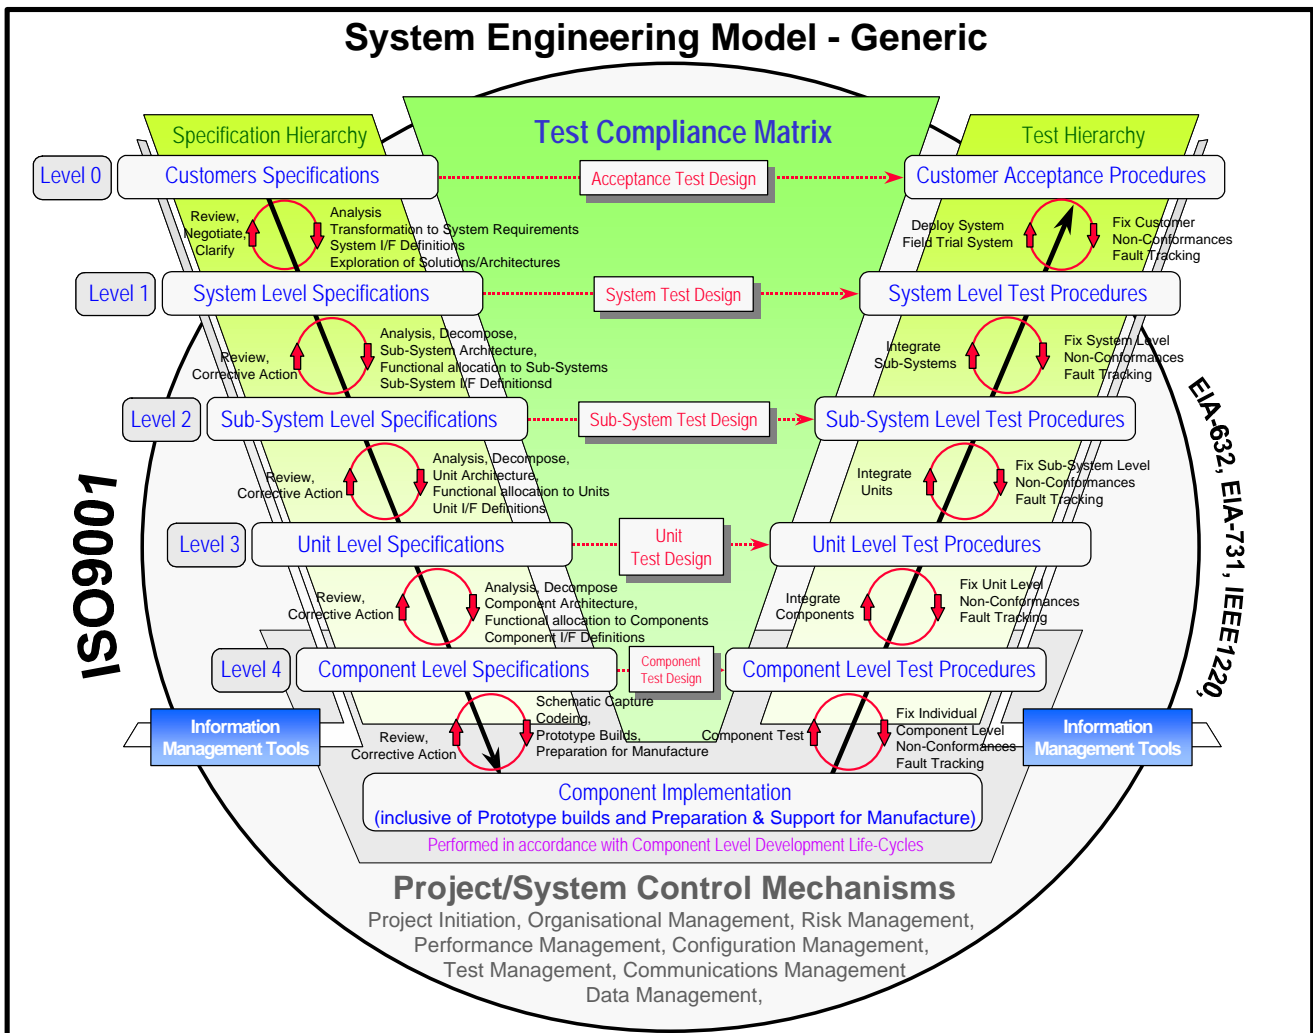 System Engineering Model - Generic
Specification Hierarchy
Test Compliance Matrix
Test Hierarchy
Level 0
Customers Specifications
Acceptance Test Design
Customer Acceptance Procedures
Review,
Negotiate,
Clarify
Analysis
Transformation to System Requirements
System I/F Definitions
Exploration of Solutions/Architectures
Deploy System
Field Trial System
Fix Customer
Non-Conformances
Fault Tracking
Level 1
System Level Specifications
System Test Design
System Level Test Procedures
Review,
Corrective Action
Analysis, Decompose,
Sub-System Architecture,
Functional allocation to Sub-Systems
Sub-System I/F Definitionsd
Integrate
Sub-Systems
Fix System Level
Non-Conformances
Fault Tracking
Level 2
Sub-System Level Specifications
Sub-System Test Design
Sub-System Level Test Procedures
Review,
Corrective Action
Analysis, Decompose,
Unit Architecture,
Functional allocation to Units
Unit I/F Definitions
Integrate
Units
Fix Sub-System Level
Non-Conformances
Fault Tracking
Level 3
Unit Level Specifications
Unit
Test Design
Unit Level Test Procedures
Review,
Corrective Action
Analysis, Decompose
Component Architecture,
Functional allocation to Components
Component I/F Definitions
Integrate
Components
Fix Unit Level
Non-Conformances
Fault Tracking
Level 4
Component Level Specifications
Component
Test Design
Component Level Test Procedures
Review,
Corrective Action
Schematic Capture
Codeing,
Prototype Builds,
Preparation for Manufacture
Component Test
Fix Individual
Component Level
Non-Conformances
Fault Tracking
Information
Management Tools
Information
Management Tools
ISO9001
EIA-632, EIA-731, IEEE1220,
Component Implementation
(inclusive of Prototype builds and Preparation & Support for Manufacture)
Performed in accordance with Component Level Development Life-Cycles
Project/System Control Mechanisms
Project Initiation, Organisational Management, Risk Management,
Performance Management, Configuration Management,
Test Management, Communications Management
Data Management,